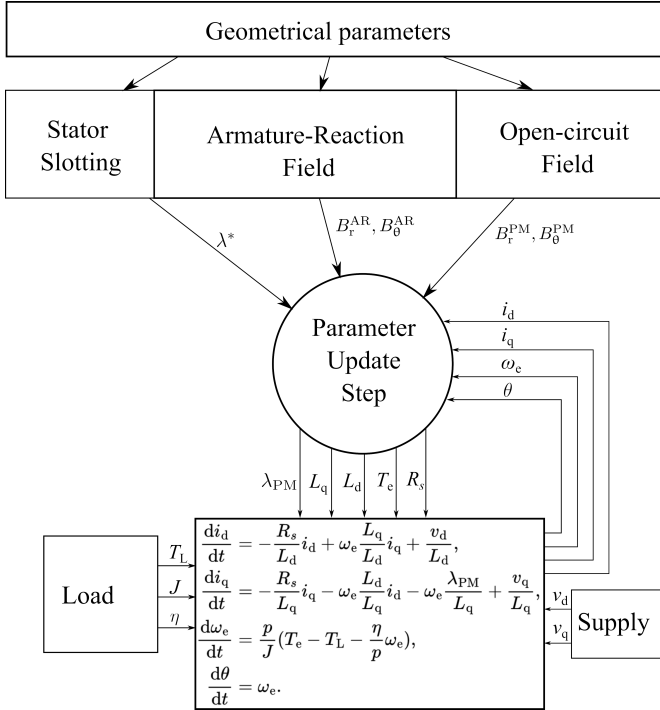 Geometrical parameters
Stator
Slotting
Armature-Reaction
Field
Open-circuit
Field
λ*
B_r^AR, B_θ^AR
B_r^PM, B_θ^PM
Parameter
Update
Step
i_d
i_q
ω_e
θ
λ_PM L_q L_d T_e R_s
Load
T_L
J
η
di_d/dt = −(R_s/L_d) i_d + ω_e (L_q/L_d) i_q + v_d/L_d,
di_q/dt = −(R_s/L_q) i_q − ω_e (L_d/L_q) i_d − ω_e (λ_PM/L_q) + v_q/L_q,
dω_e/dt = (p/J)(T_e − T_L − (η/p) ω_e),
dθ/dt = ω_e.
v_d
v_q
Supply